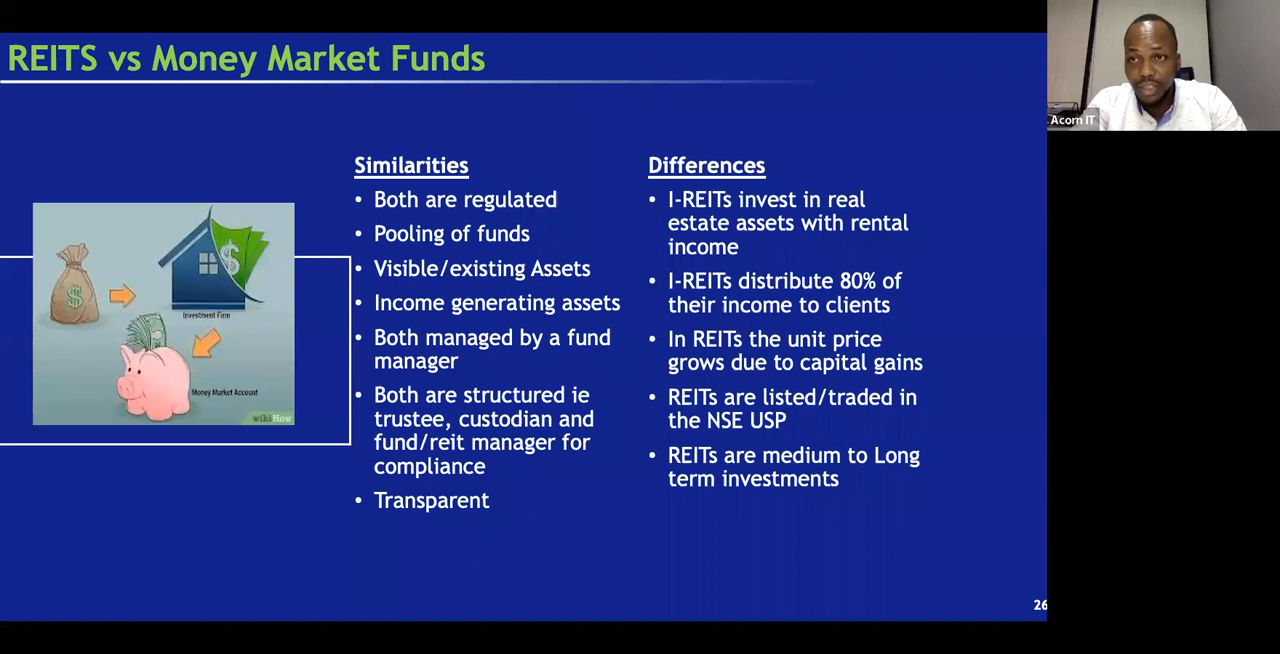 REITS vs Money Market Funds
Acorn IT
Investment Firm
Money Market Account
wikiHow
Similarities
• Both are regulated
• Pooling of funds
• Visible/existing Assets
• Income generating assets
• Both managed by a fund
manager
• Both are structured ie
trustee, custodian and
fund/reit manager for
compliance
• Transparent
Differences
• I-REITs invest in real
estate assets with rental
income
• I-REITs distribute 80% of
their income to clients
• In REITs the unit price
grows due to capital gains
• REITs are listed/traded in
the NSE USP
• REITs are medium to Long
term investments
26